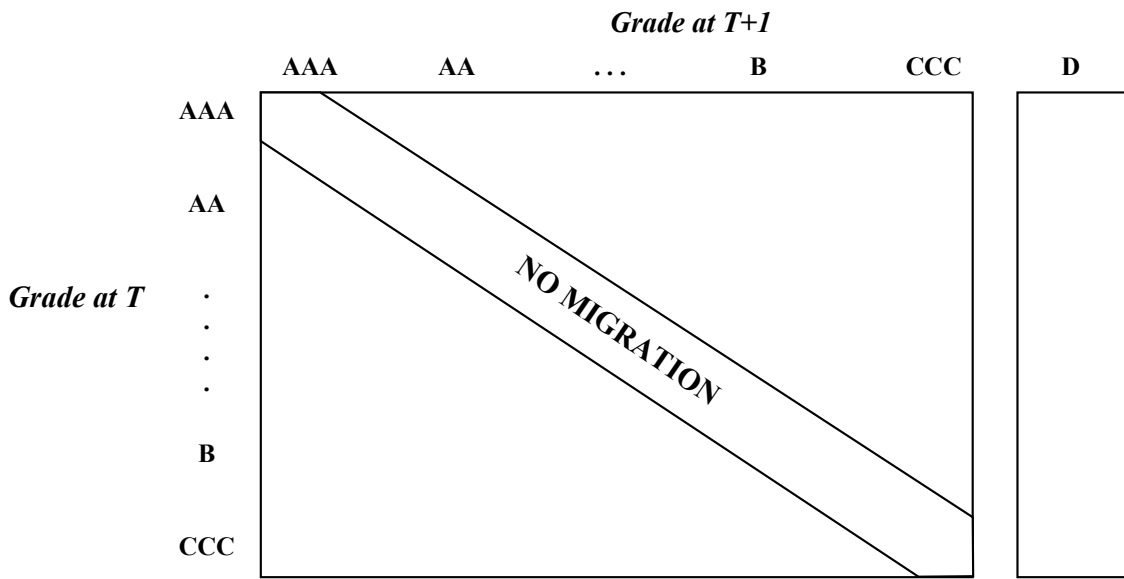 Grade at T+1
AAA AA ... B CCC D
AAA
AA
Grade at T
.
.
.
.
NO MIGRATION
B
CCC